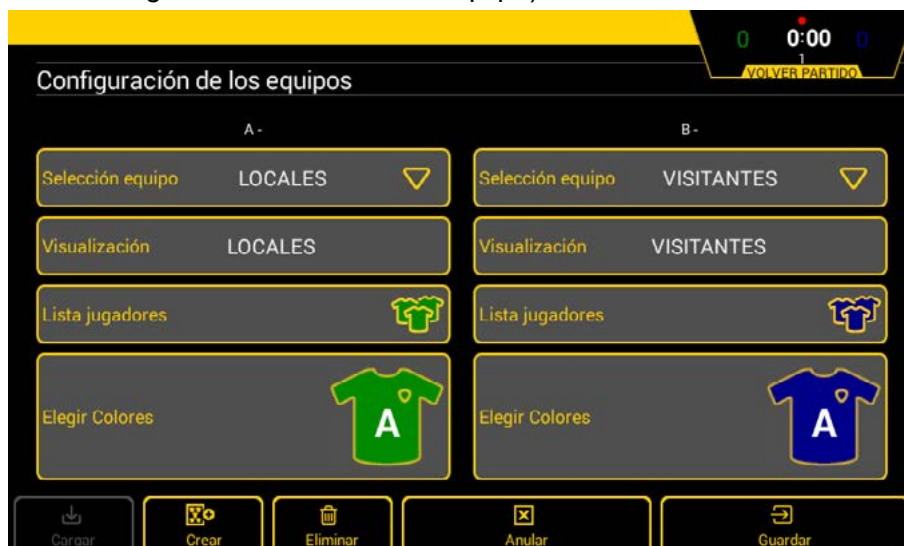 0 0:00 0
1
VOLVER PARTIDO
Configuración de los equipos
A - B -
Selección equipo LOCALES Selección equipo VISITANTES
Visualización LOCALES Visualización VISITANTES
Lista jugadores Lista jugadores
Elegir Colores A Elegir Colores A
Cargar Crear Eliminar Anular Guardar